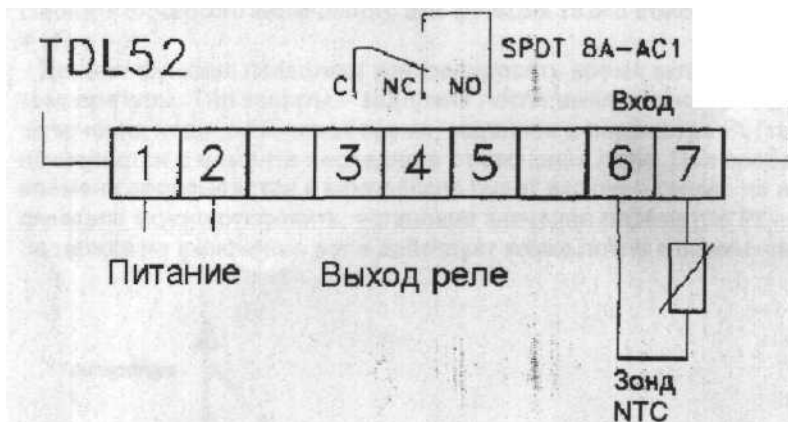 TDL52
SPDT 8A-AC1
C NC NO
Вход
1 2 3 4 5 6 7
Питание
Выход реле
Зонд
NTC